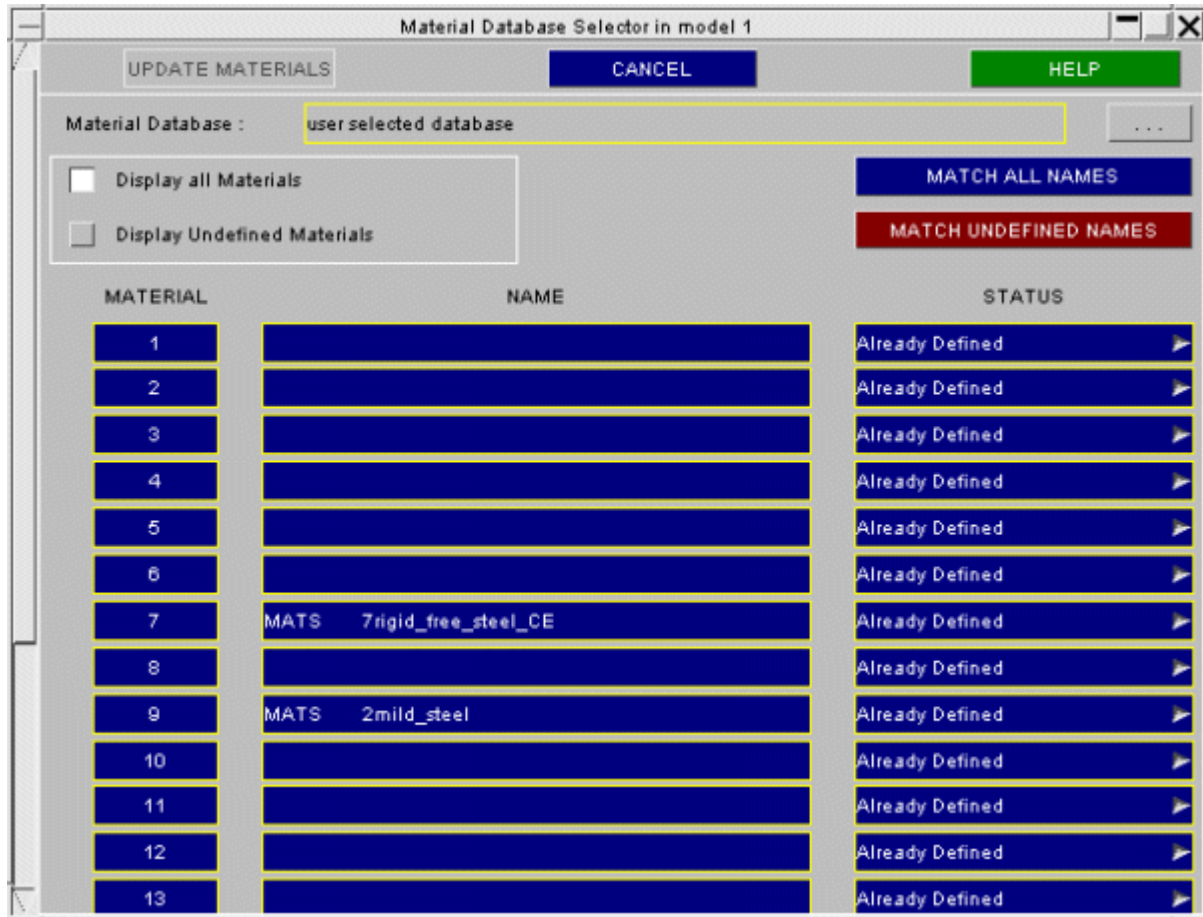 Material Database Selector in model 1
UPDATE MATERIALS CANCEL HELP
Material Database : user selected database ...
Display all Materials MATCH ALL NAMES
Display Undefined Materials MATCH UNDEFINED NAMES
MATERIAL NAME STATUS
1 Already Defined
2 Already Defined
3 Already Defined
4 Already Defined
5 Already Defined
6 Already Defined
7 MATS 7rigid_free_steel_CE Already Defined
8 Already Defined
9 MATS 2mild_steel Already Defined
10 Already Defined
11 Already Defined
12 Already Defined
13 Already Defined